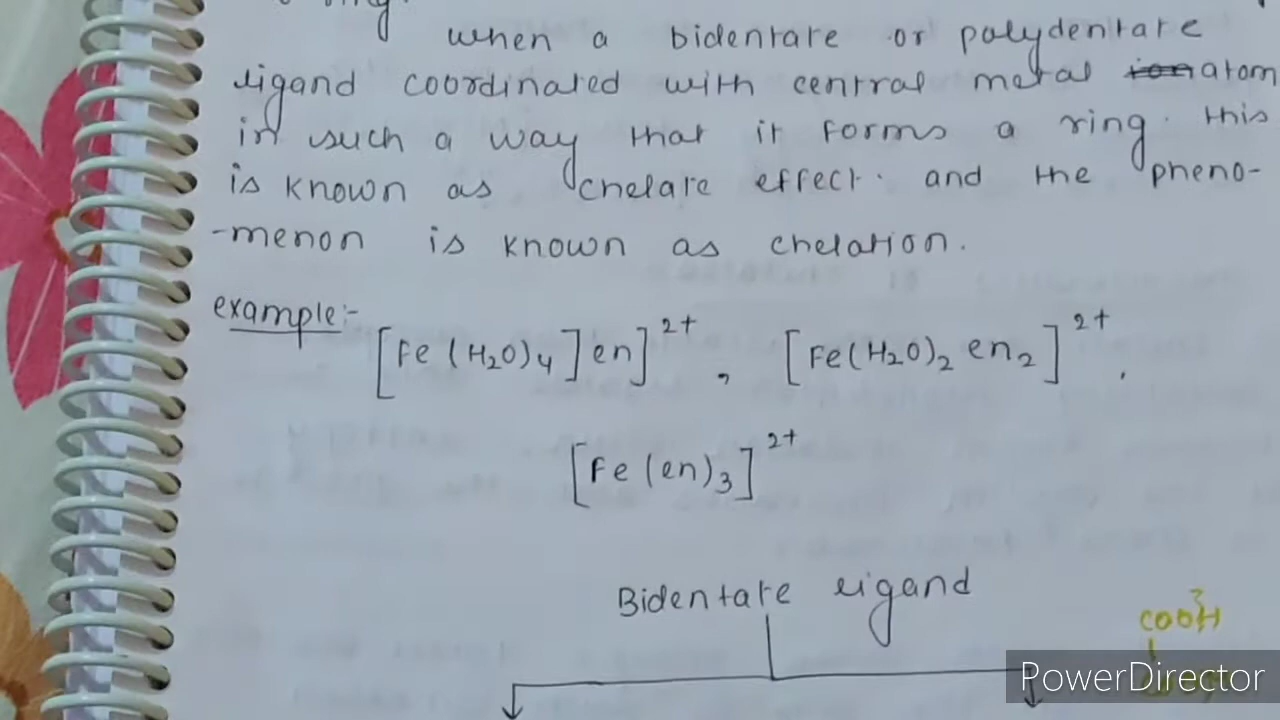 ring.
when a bidentate or polydentate
ligand coordinated with central metal ion atom
in such a way that it forms a ring. this
is known as chelate effect. and the pheno-
-menon is known as chelation.
example:-
[Fe (H₂O)₄] en]²⁺, [Fe(H₂O)₂ en₂]²⁺.
[Fe (en)₃]²⁺
Bidentate ligand
COOH
PowerDirector